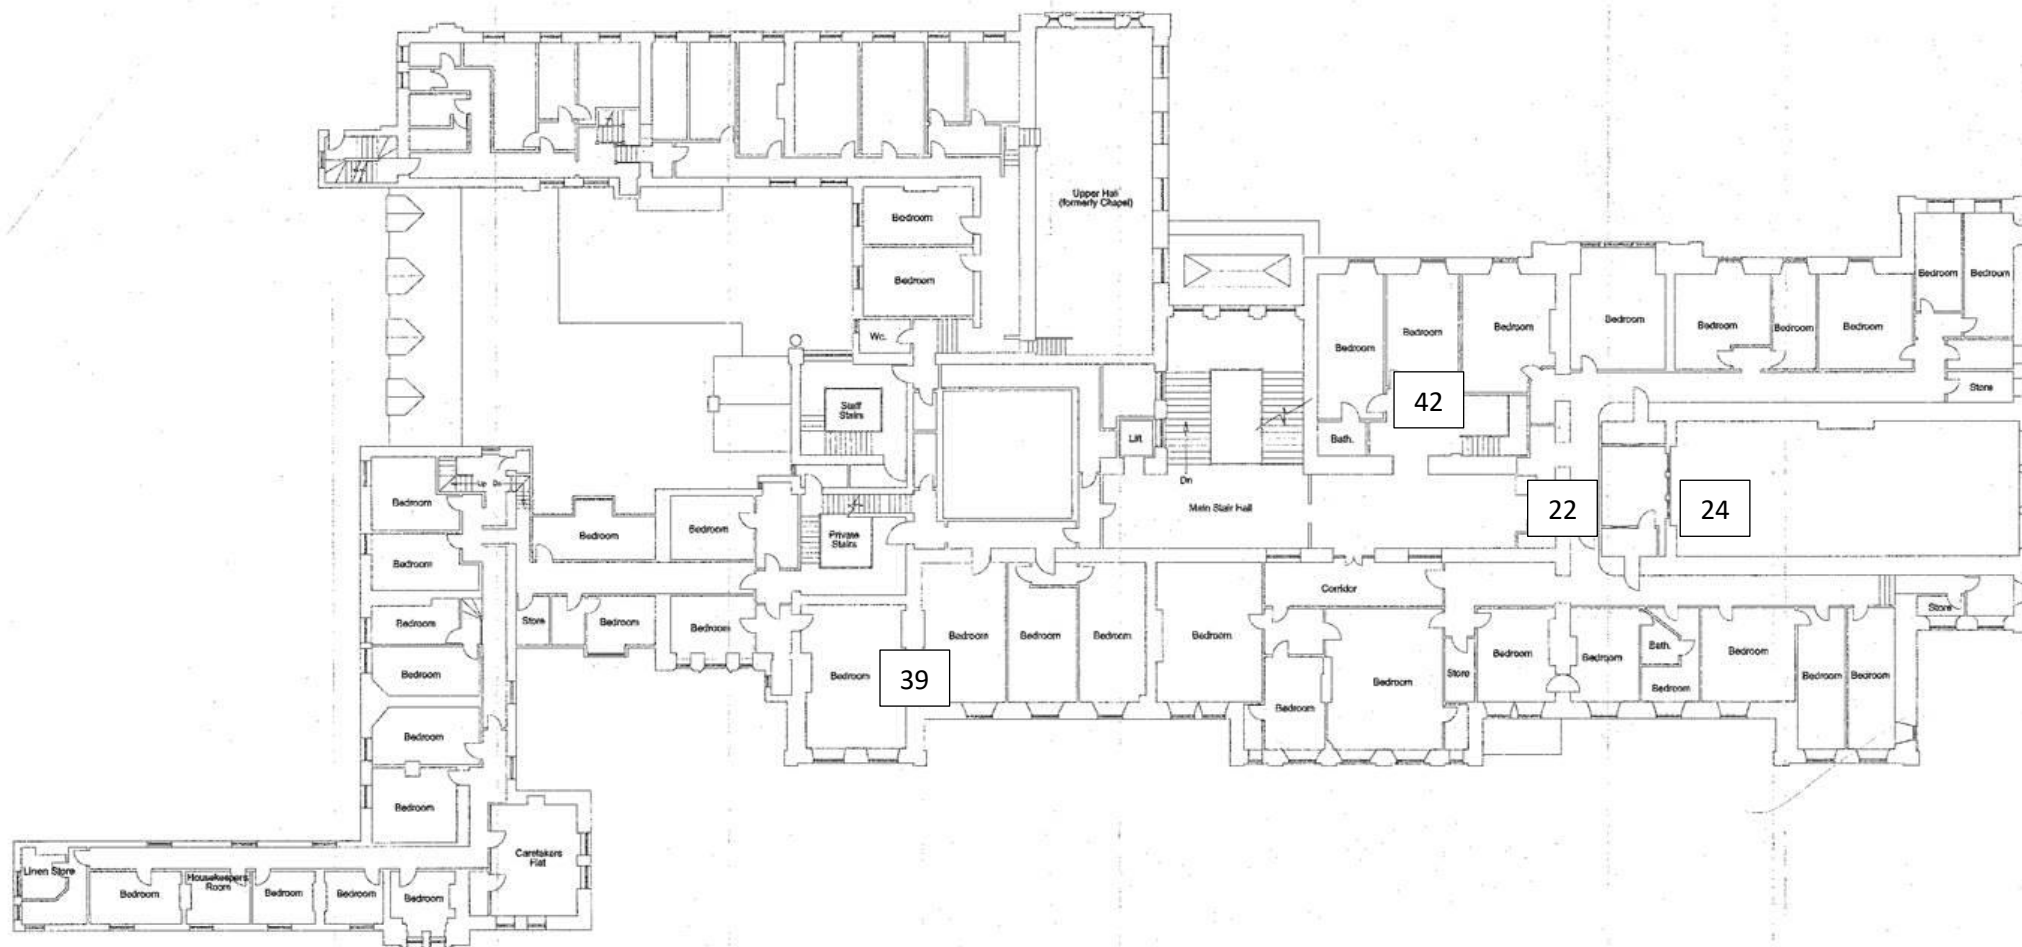 Upper Hall
(formerly Chapel)
Bedroom
Bedroom
Wc.
Bedroom
Bedroom
Bedroom
Bedroom
Bedroom
Bedroom
Bedroom
Bedroom
Bedroom
Store
42
Staff
Stairs
Lift
Bath.
Up
Dn
Dn
Main Stair Hall
22
24
Bedroom
Bedroom
Bedroom
Private
Stairs
Bedroom
Corridor
Bedroom
Store
Bedroom
Bedroom
Bedroom
Bedroom
Bedroom
Bedroom
Bedroom
Bedroom
Bath.
Bedroom
Store
Bedroom
Bedroom
39
Bedroom
Store
Bedroom
Bedroom
Bedroom
Bedroom
Bedroom
Bedroom
Bedroom
Caretakers
Flat
Linen Store
Bedroom
Housekeepers
Room
Bedroom
Bedroom
Bedroom